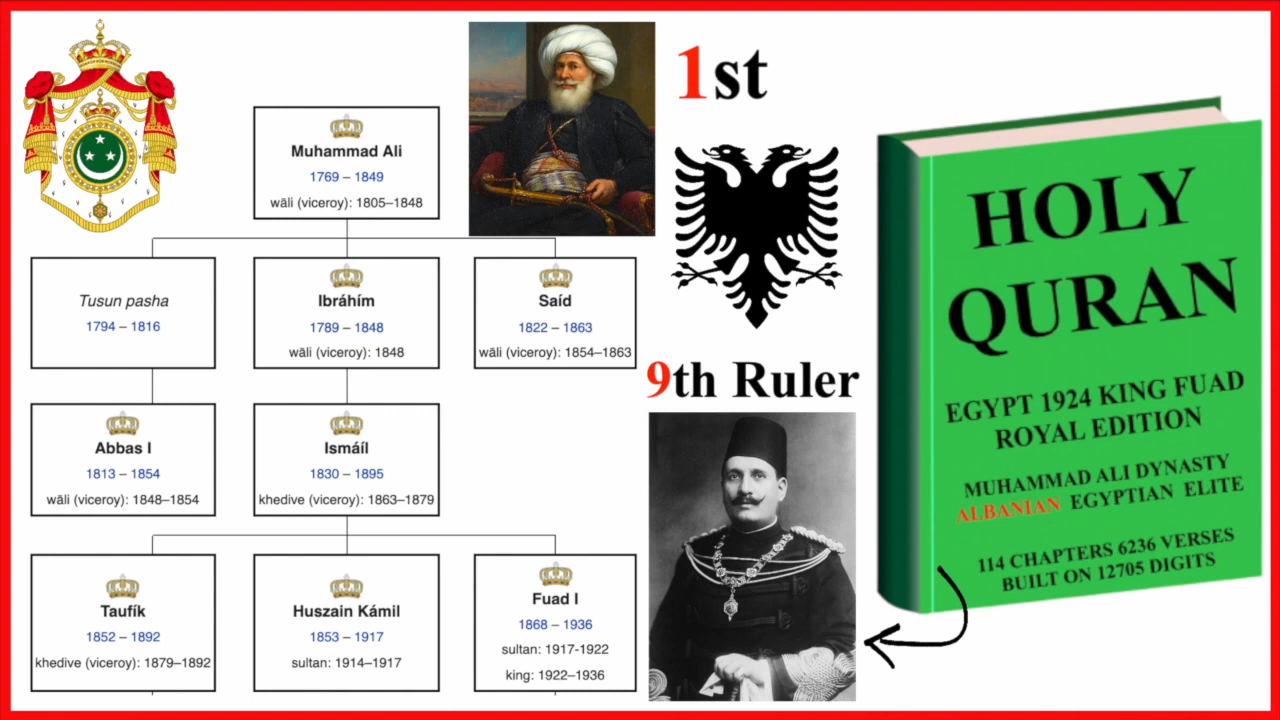 Muhammad Ali
1769 – 1849
wāli (viceroy): 1805–1848
1st
Tusun pasha
1794 – 1816
Ibráhím
1789 – 1848
wāli (viceroy): 1848
Saíd
1822 – 1863
wāli (viceroy): 1854–1863
Abbas I
1813 – 1854
wāli (viceroy): 1848–1854
Ismáíl
1830 – 1895
khedive (viceroy): 1863–1879
Taufík
1852 – 1892
khedive (viceroy): 1879–1892
Huszain Kámil
1853 – 1917
sultan: 1914–1917
Fuad I
1868 – 1936
sultan: 1917-1922
king: 1922–1936
9th Ruler
HOLY
QURAN
EGYPT 1924 KING FUAD
ROYAL EDITION
MUHAMMAD ALI DYNASTY
ALBANIAN EGYPTIAN ELITE
114 CHAPTERS 6236 VERSES
BUILT ON 12705 DIGITS